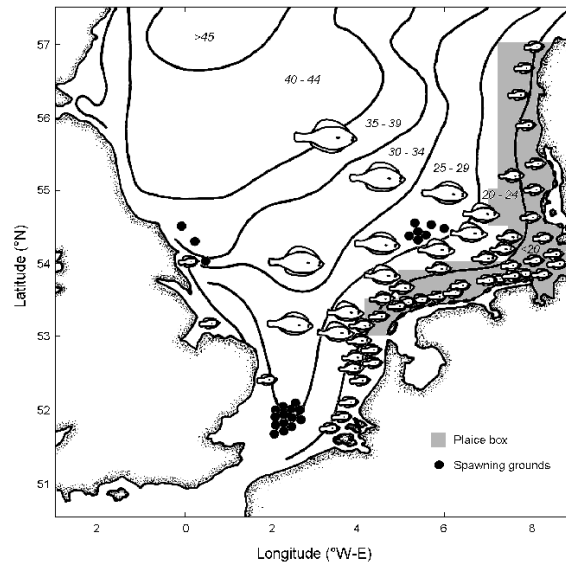 57
56
55
54
53
52
51
Latitude (°N)
>45
40 - 44
35 - 39
30 - 34
25 - 29
20 - 24
<20
Plaice box
Spawning grounds
2 0 2 4 6 8
Longitude (°W-E)